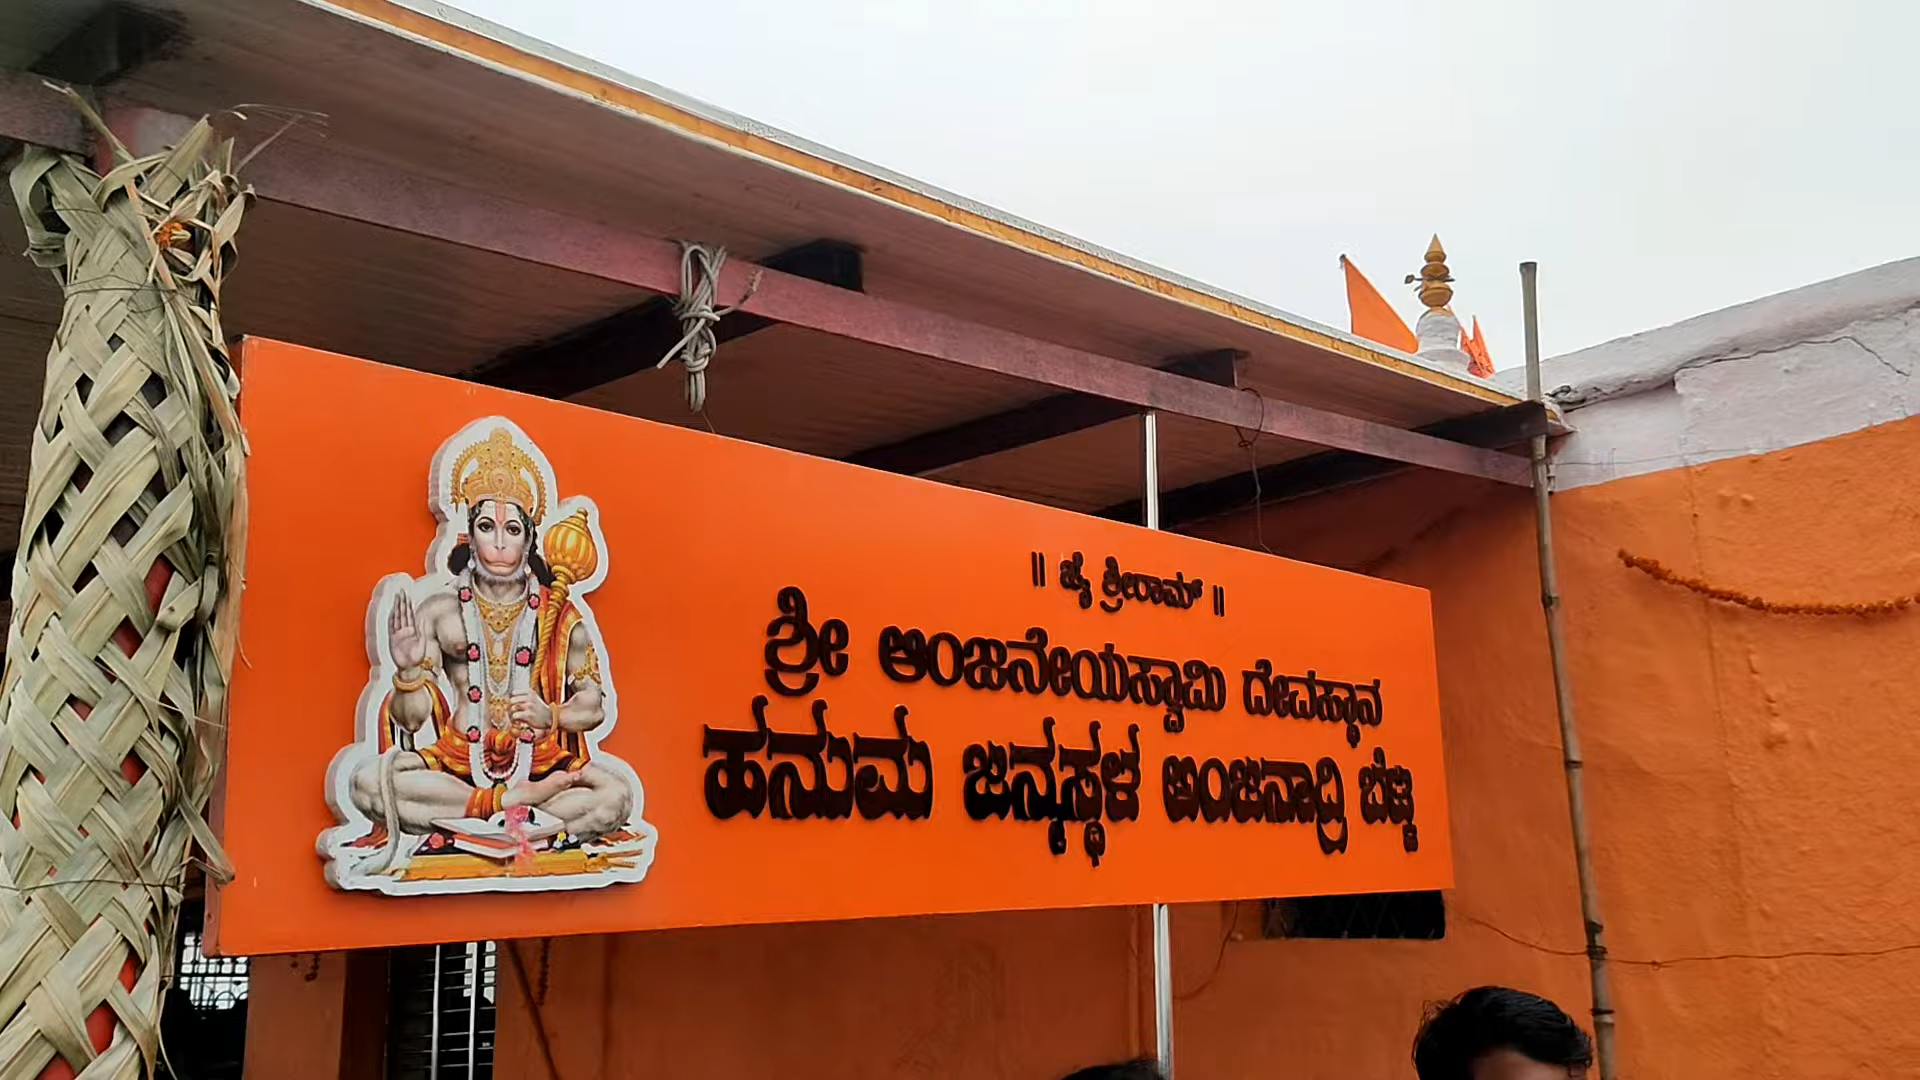 ॥ ಜೈ ಶ್ರೀರಾಮ್ ॥
ಶ್ರೀ ಆಂಜನೇಯಸ್ವಾಮಿ ದೇವಸ್ಥಾನ
ಹನುಮ ಜನ್ಮಸ್ಥಳ ಅಂಜನಾದ್ರಿ ಬೆಟ್ಟ